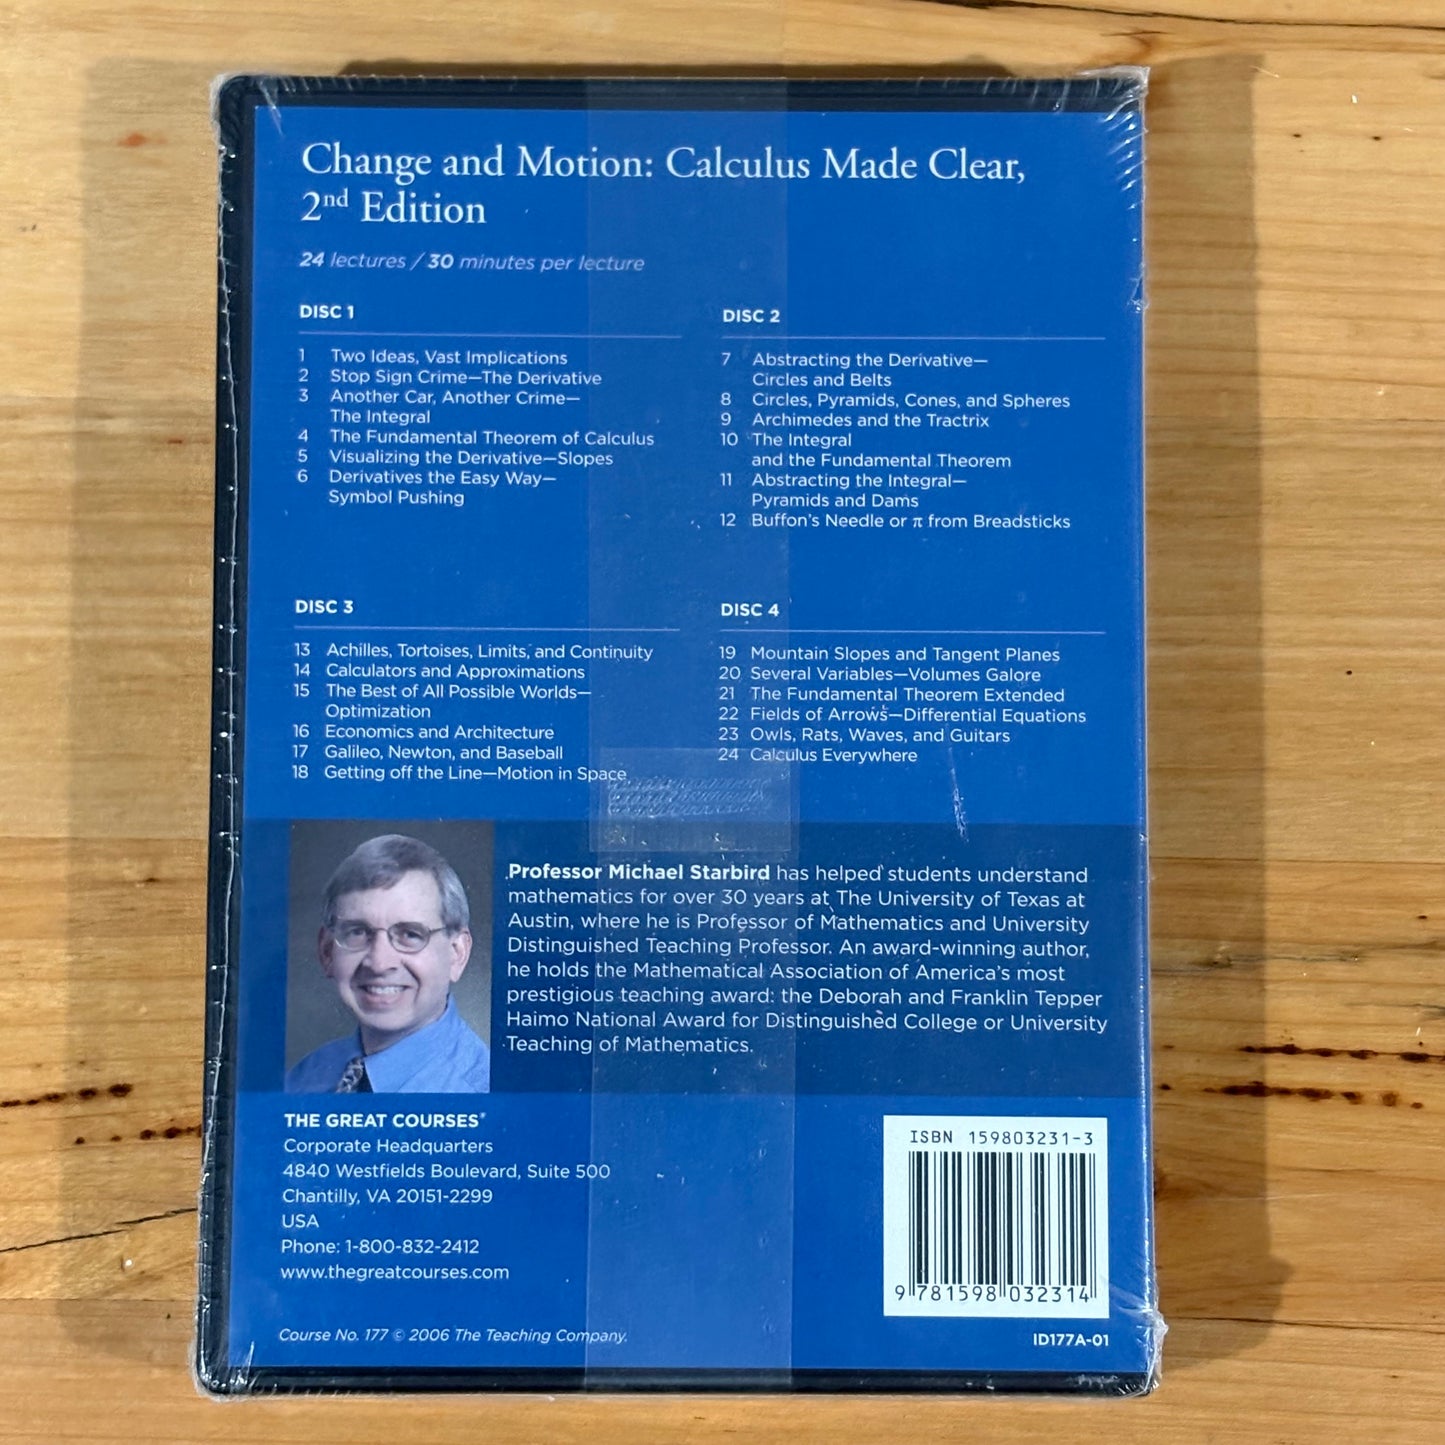 Change and Motion: Calculus Made Clear,
2nd Edition
24 lectures / 30 minutes per lecture
DISC 1
1 Two Ideas, Vast Implications
2 Stop Sign Crime—The Derivative
3 Another Car, Another Crime—
The Integral
4 The Fundamental Theorem of Calculus
5 Visualizing the Derivative—Slopes
6 Derivatives the Easy Way—
Symbol Pushing
DISC 2
7 Abstracting the Derivative—
Circles and Belts
8 Circles, Pyramids, Cones, and Spheres
9 Archimedes and the Tractrix
10 The Integral
and the Fundamental Theorem
11 Abstracting the Integral—
Pyramids and Dams
12 Buffon's Needle or π from Breadsticks
DISC 3
13 Achilles, Tortoises, Limits, and Continuity
14 Calculators and Approximations
15 The Best of All Possible Worlds—
Optimization
16 Economics and Architecture
17 Galileo, Newton, and Baseball
18 Getting off the Line—Motion in Space
DISC 4
19 Mountain Slopes and Tangent Planes
20 Several Variables—Volumes Galore
21 The Fundamental Theorem Extended
22 Fields of Arrows—Differential Equations
23 Owls, Rats, Waves, and Guitars
24 Calculus Everywhere
Professor Michael Starbird has helped students understand
mathematics for over 30 years at The University of Texas at
Austin, where he is Professor of Mathematics and University
Distinguished Teaching Professor. An award-winning author,
he holds the Mathematical Association of America's most
prestigious teaching award: the Deborah and Franklin Tepper
Haimo National Award for Distinguished College or University
Teaching of Mathematics.
THE GREAT COURSES®
Corporate Headquarters
4840 Westfields Boulevard, Suite 500
Chantilly, VA 20151-2299
USA
Phone: 1-800-832-2412
www.thegreatcourses.com
Course No. 177 © 2006 The Teaching Company.
ISBN 159803231-3
9 781598 032314
ID177A-01